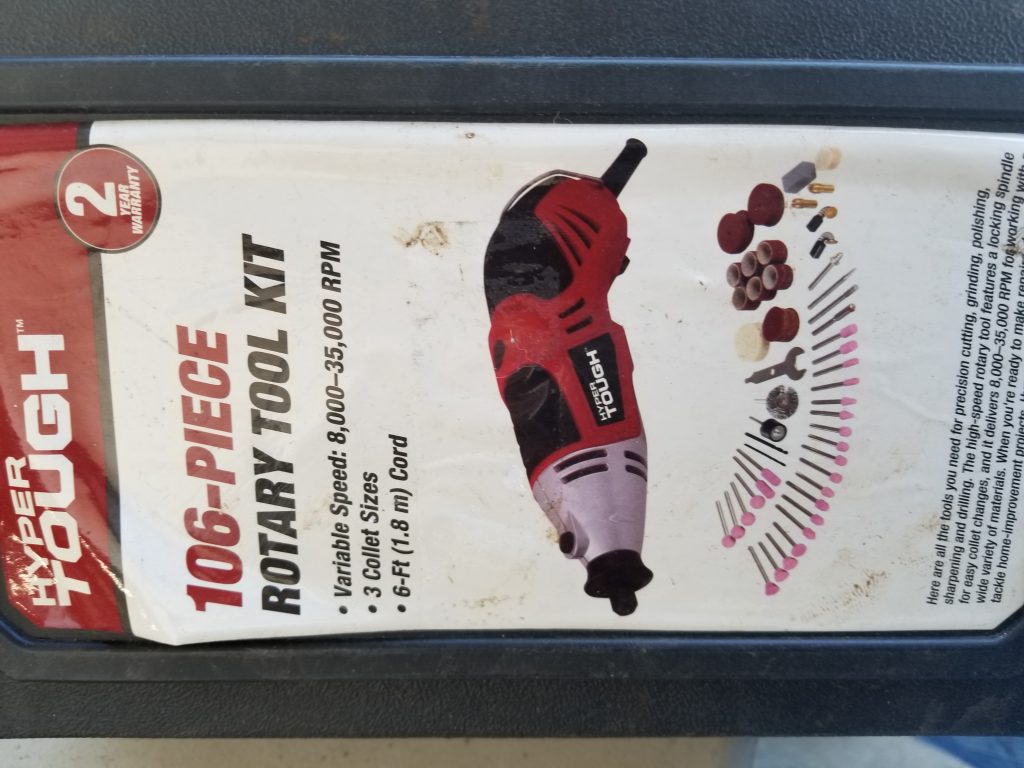 HYPER
TOUGH™
2
YEAR
WARRANTY
106-PIECE
ROTARY TOOL KIT
• Variable Speed: 8,000–35,000 RPM
• 3 Collet Sizes
• 6-Ft (1.8 m) Cord
HYPER
TOUGH
Here are all the tools you need for precision cutting, grinding, polishing,
sharpening and drilling. The high-speed rotary tool features a locking spindle
for easy collet changes, and it delivers 8,000–35,000 RPM for working with a
wide variety of materials. When you're ready to make
tackle home-improvement projects,